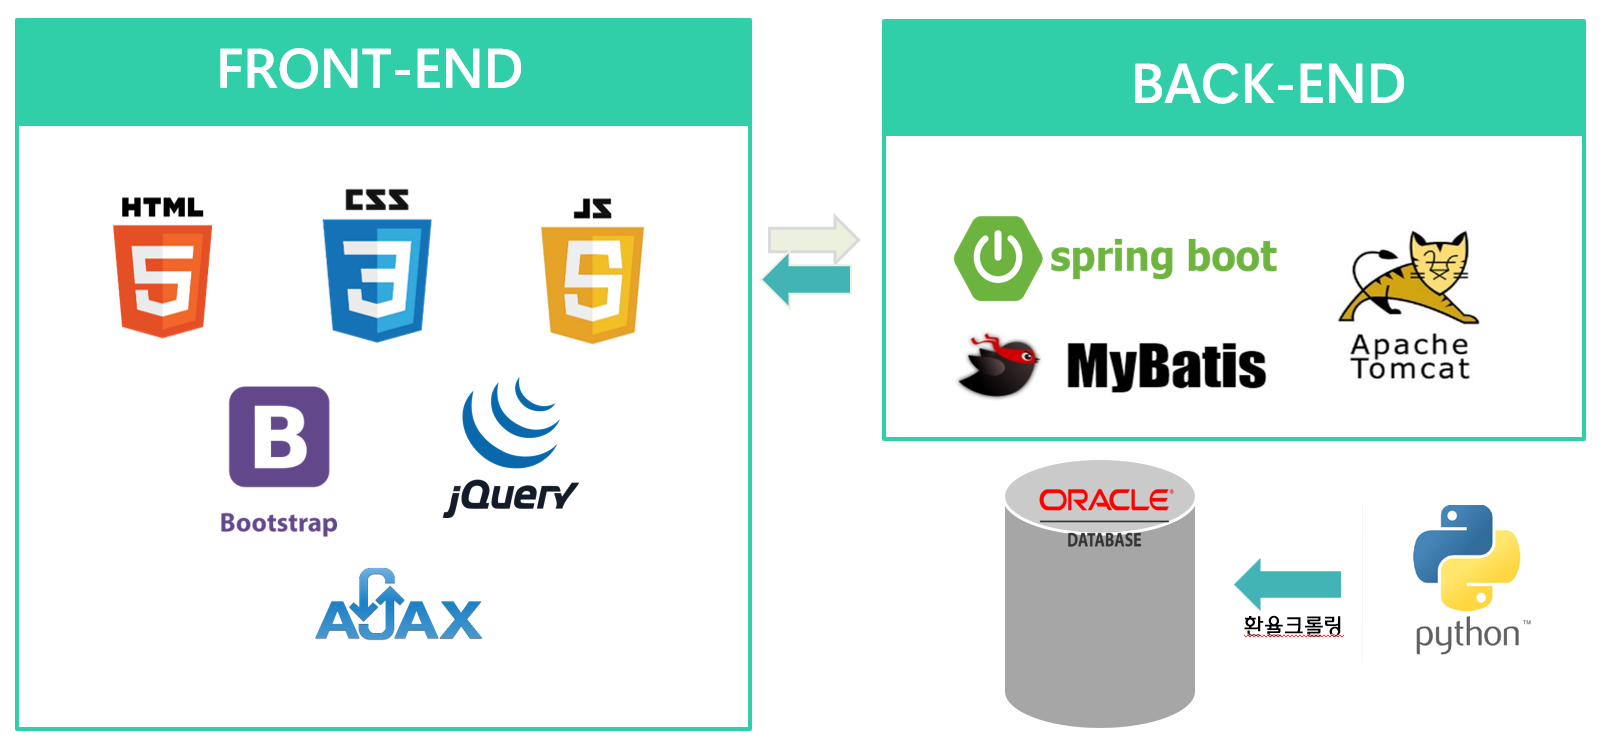 FRONT-END
HTML
5
CSS
3
JS
5
B
Bootstrap
jQuery
AJAX
BACK-END
spring boot
MyBatis
Apache
Tomcat
ORACLE®
DATABASE
환율크롤링
python™